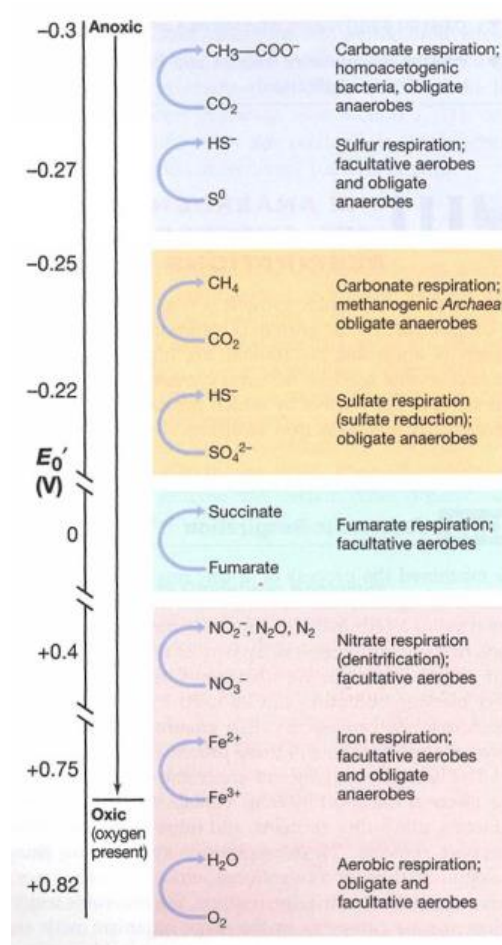 –0.3
Anoxic
CH₃—COO⁻
CO₂
Carbonate respiration;
homoacetogenic
bacteria, obligate
anaerobes
–0.27
HS⁻
S⁰
Sulfur respiration;
facultative aerobes
and obligate
anaerobes
–0.25
CH₄
CO₂
Carbonate respiration;
methanogenic Archaea
obligate anaerobes
–0.22
HS⁻
SO₄²⁻
Sulfate respiration
(sulfate reduction);
obligate anaerobes
E₀′
(V)
0
Succinate
Fumarate
Fumarate respiration;
facultative aerobes
+0.4
NO₂⁻, N₂O, N₂
NO₃⁻
Nitrate respiration
(denitrification);
facultative aerobes
+0.75
Fe²⁺
Fe³⁺
Iron respiration;
facultative aerobes
and obligate
anaerobes
Oxic
(oxygen
present)
+0.82
H₂O
O₂
Aerobic respiration;
obligate and
facultative aerobes